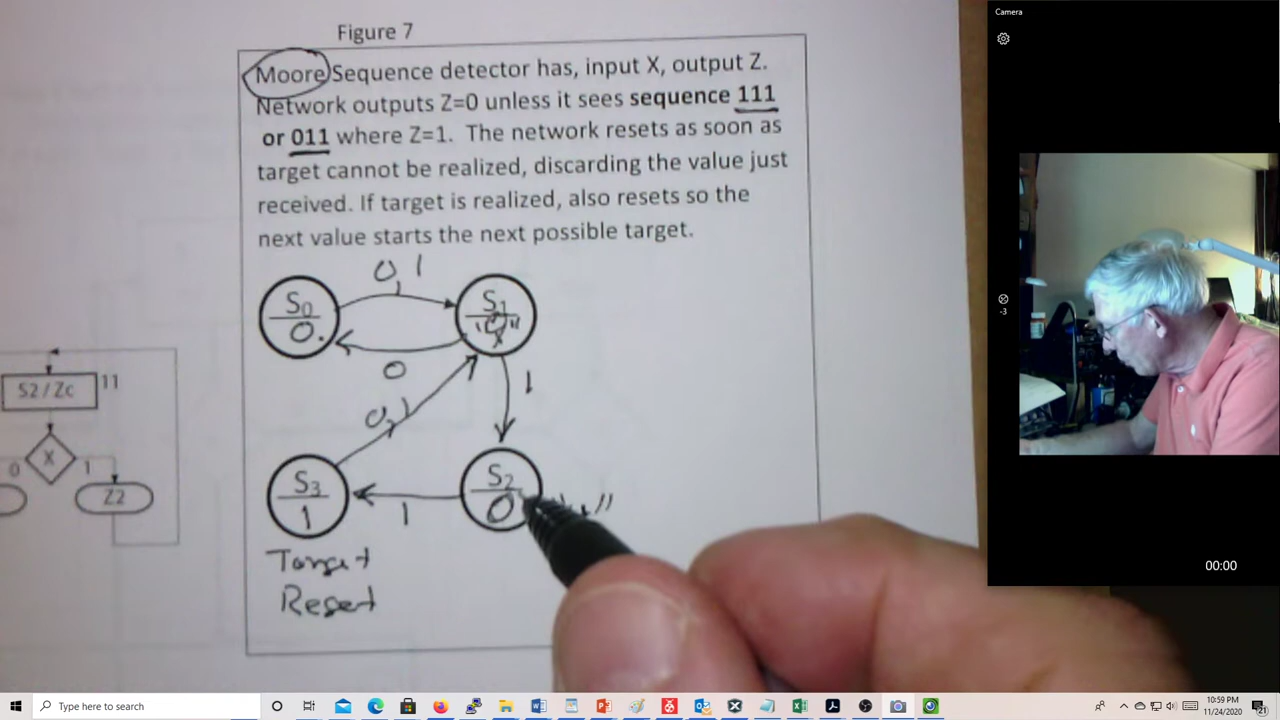 Figure 7
Moore Sequence detector has, input X, output Z.
Network outputs Z=0 unless it sees sequence 111
or 011 where Z=1. The network resets as soon as
target cannot be realized, discarding the value just
received. If target is realized, also resets so the
next value starts the next possible target.
0,1
S0
0
S1
0
0,1
1
S2
0
S3
1
1
Target
Reset
S2 / Zc
11
X
0
1
Z2
Camera
-3
00:00
Type here to search
10:59 PM
11/24/2020
21